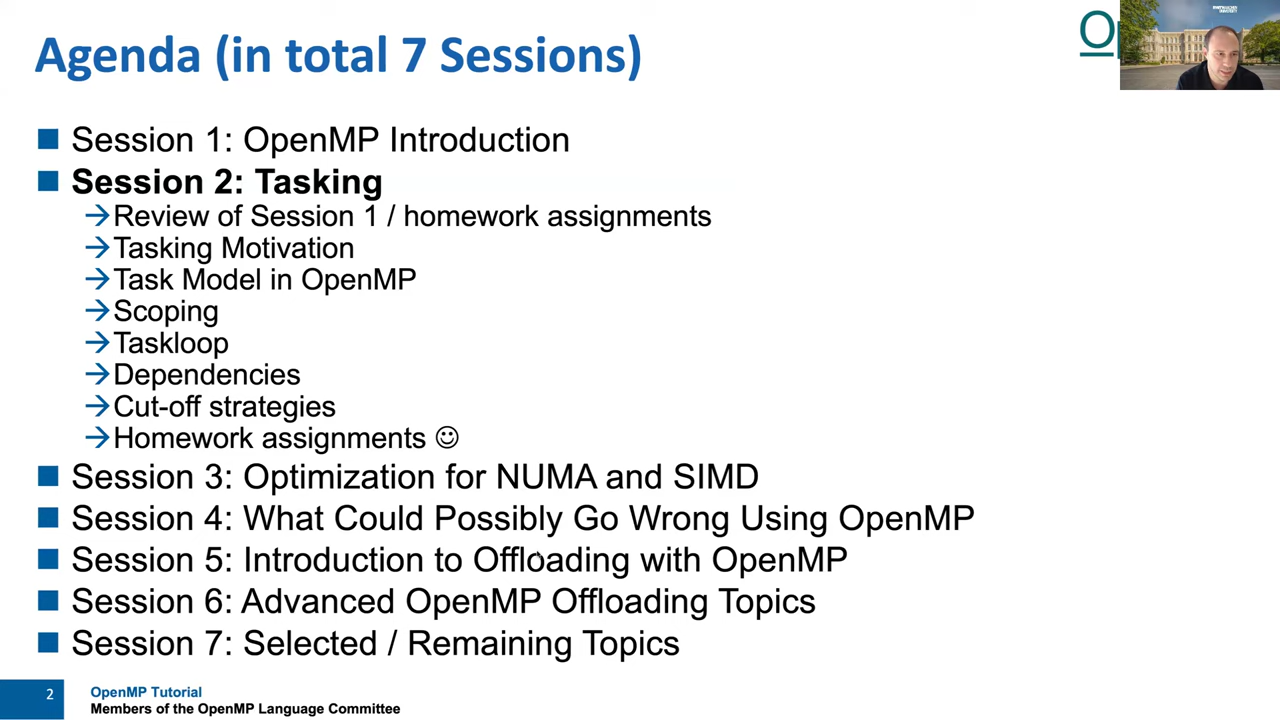 Agenda (in total 7 Sessions)
Op
Session 1: OpenMP Introduction
Session 2: Tasking
→Review of Session 1 / homework assignments
→Tasking Motivation
→Task Model in OpenMP
→Scoping
→Taskloop
→Dependencies
→Cut-off strategies
→Homework assignments ☺
Session 3: Optimization for NUMA and SIMD
Session 4: What Could Possibly Go Wrong Using OpenMP
Session 5: Introduction to Offloading with OpenMP
Session 6: Advanced OpenMP Offloading Topics
Session 7: Selected / Remaining Topics
2
OpenMP Tutorial
Members of the OpenMP Language Committee